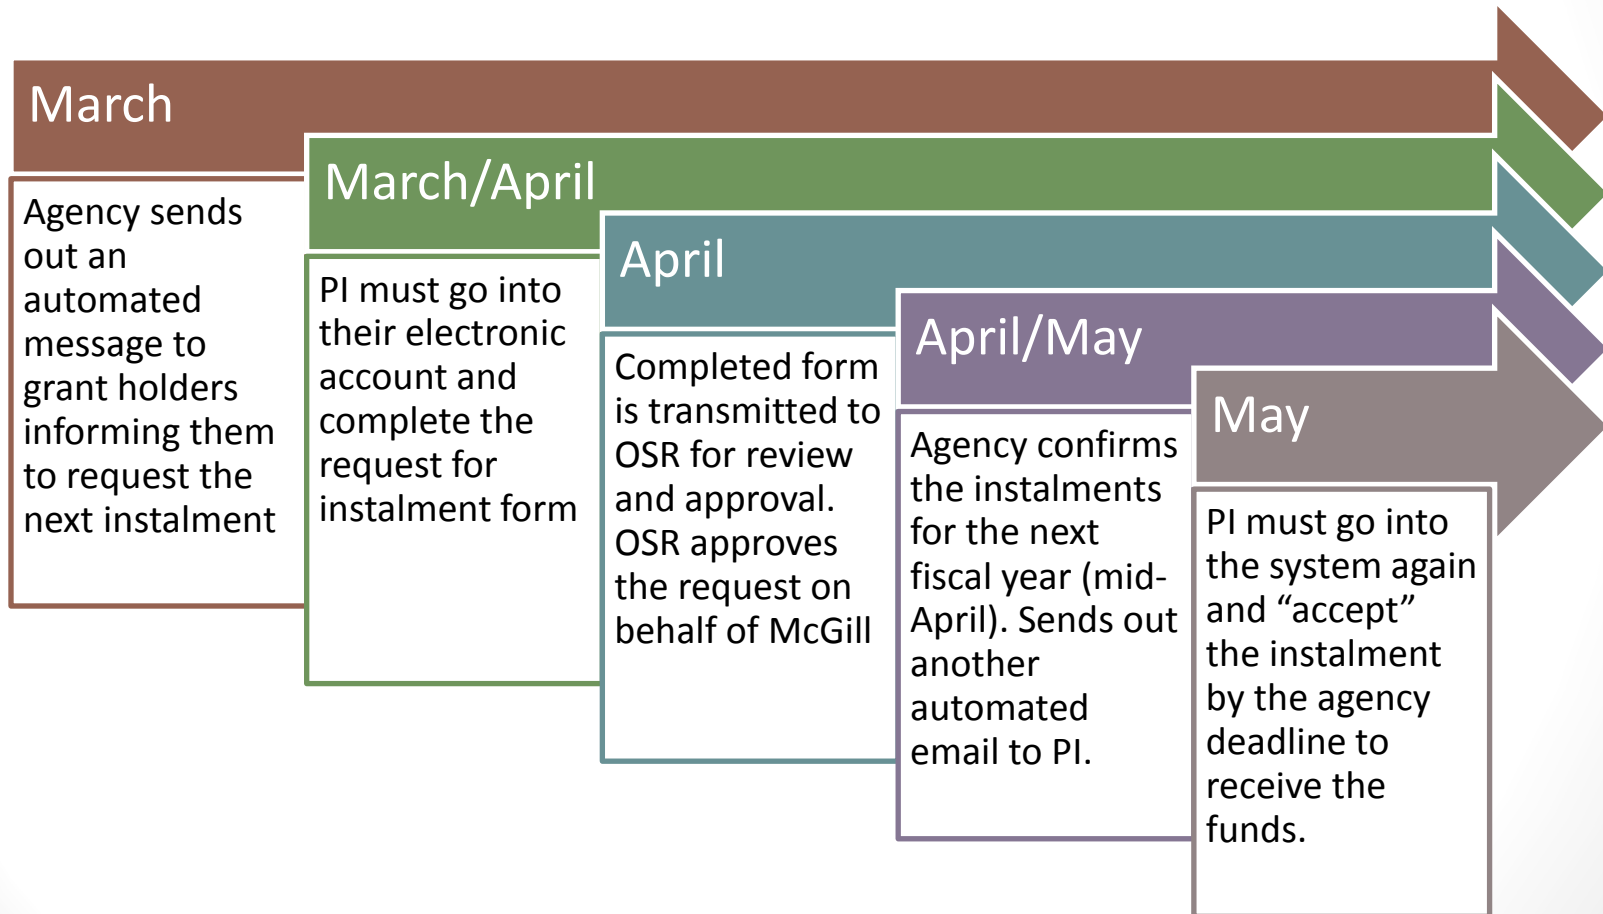 March
Agency sends
out an
automated
message to
grant holders
informing them
to request the
next instalment
March/April
PI must go into
their electronic
account and
complete the
request for
instalment form
April
Completed form
is transmitted to
OSR for review
and approval.
OSR approves
the request on
behalf of McGill
April/May
Agency confirms
the instalments
for the next
fiscal year (mid-
April). Sends out
another
automated
email to PI.
May
PI must go into
the system again
and “accept”
the instalment
by the agency
deadline to
receive the
funds.